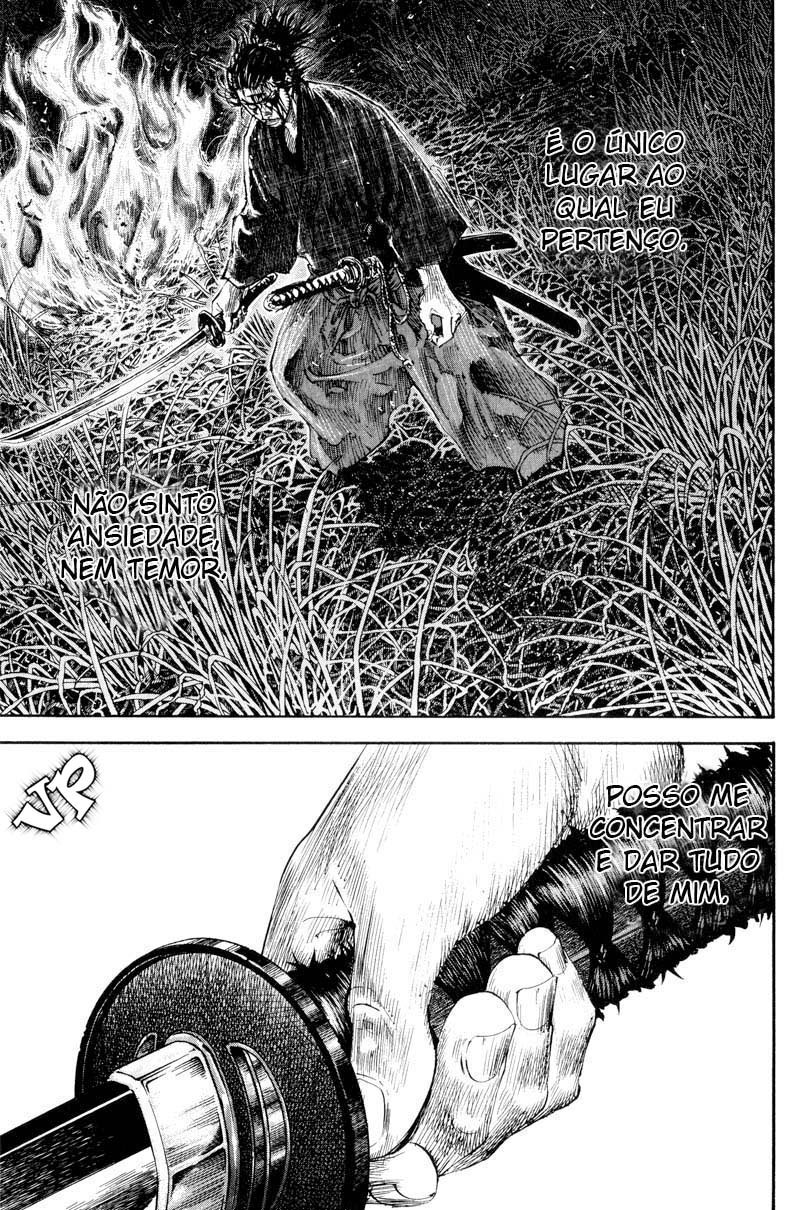 É O ÚNICO
LUGAR AO
QUAL EU
PERTENÇO.
NÃO SINTO
ANSIEDADE,
NEM TEMOR.
VP
POSSO ME
CONCENTRAR
E DAR TUDO
DE MIM.